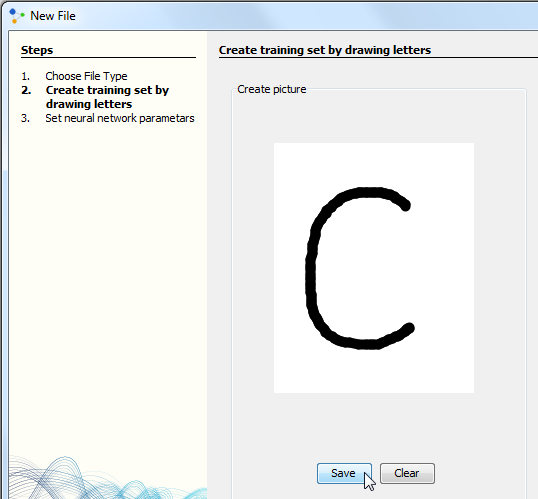 New File
Steps
1. Choose File Type
2. Create training set by
drawing letters
3. Set neural network parametars
Create training set by drawing letters
Create picture
C
Save
Clear